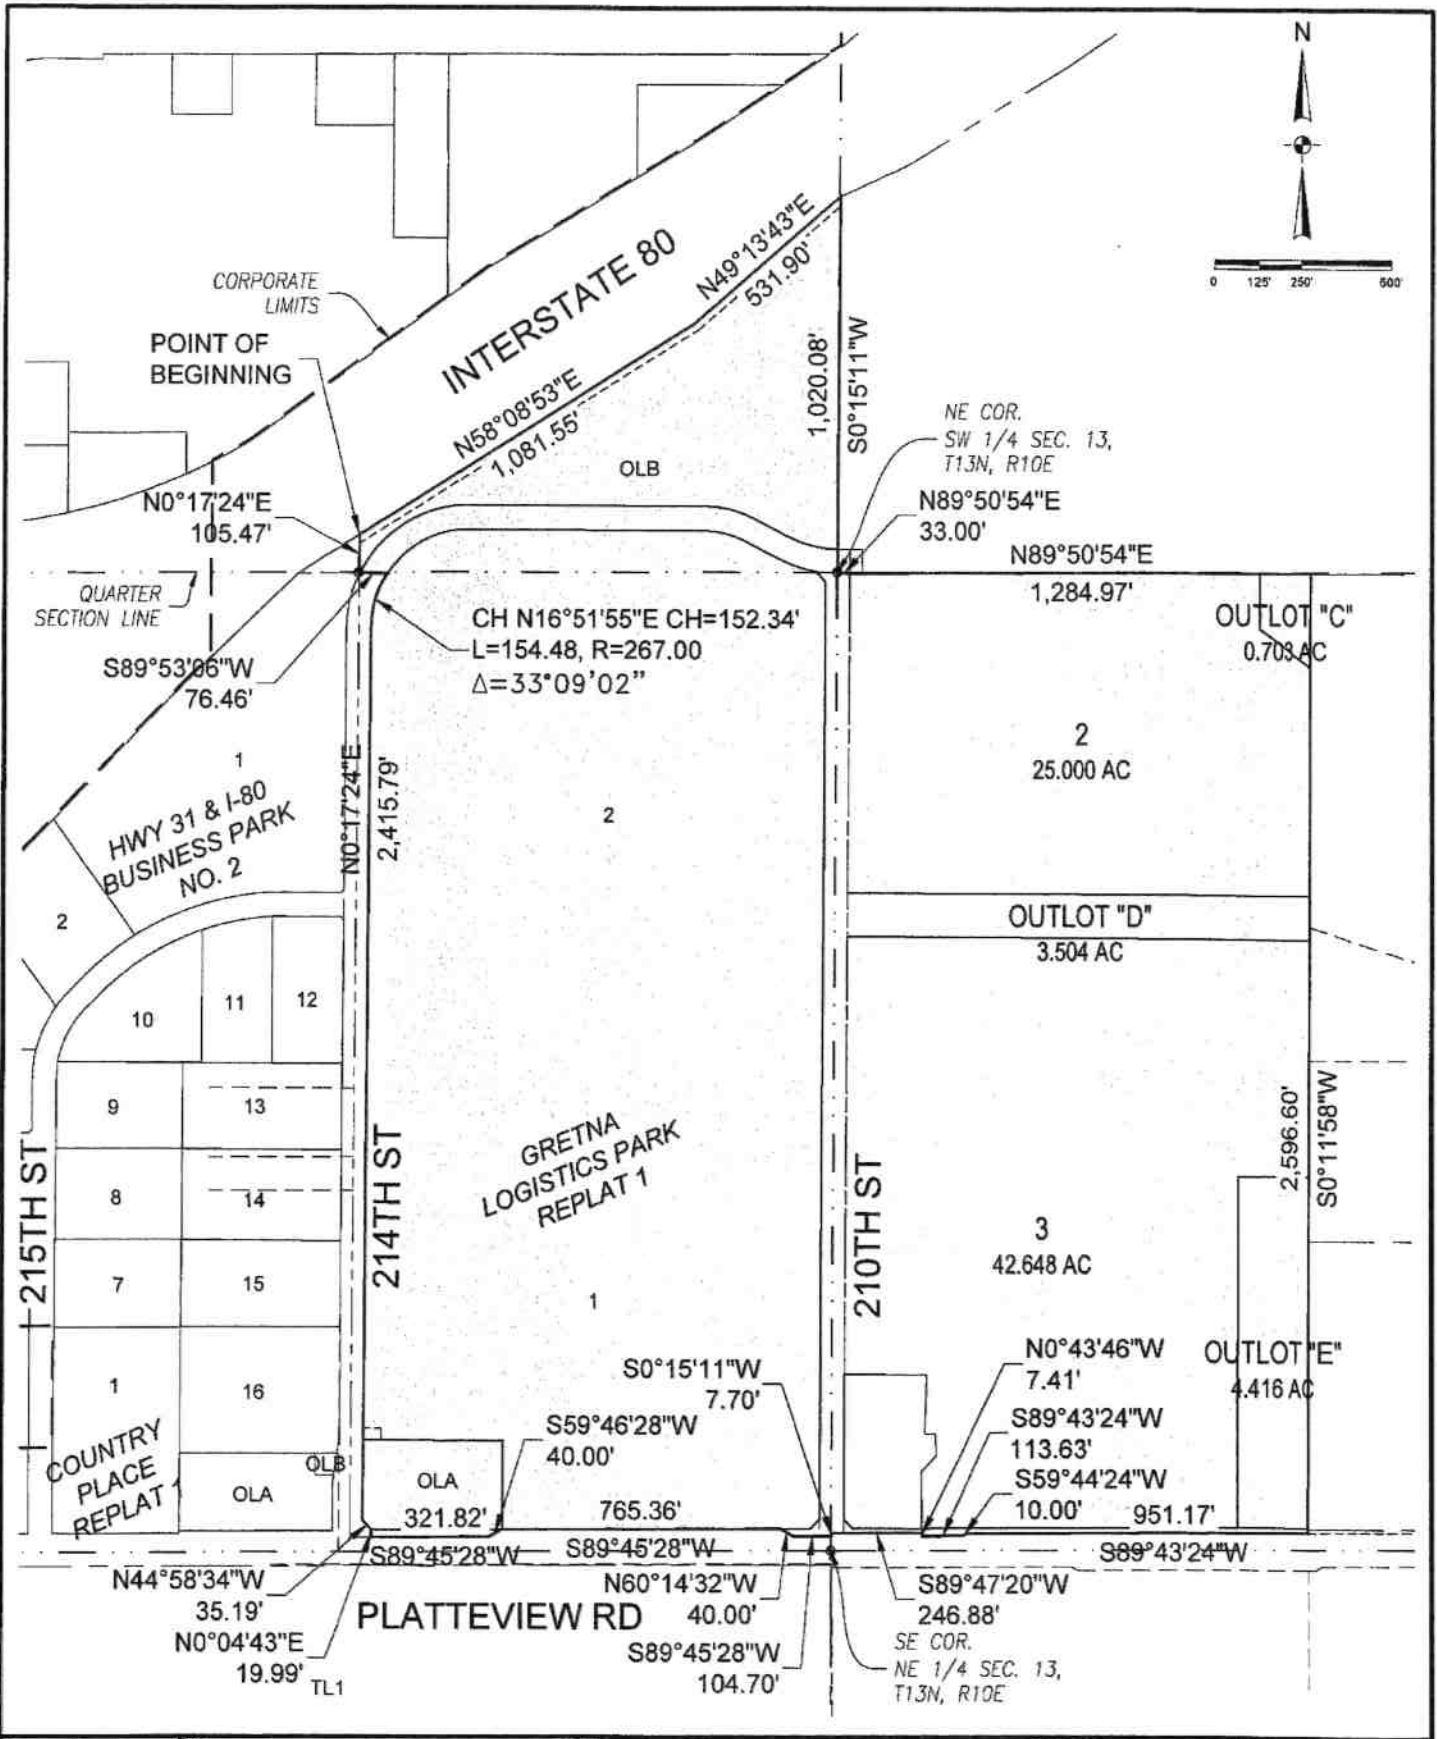 N
0 125' 250' 500'
CORPORATE
LIMITS
INTERSTATE 80
N49°13'43"E
531.90'
POINT OF
BEGINNING
N58°08'53"E
1,081.55'
1,020.08'
S0°15'11"W
NE COR.
SW 1/4 SEC. 13,
T13N, R10E
OLB
N0°17'24"E
105.47'
N89°50'54"E
33.00'
N89°50'54"E
1,284.97'
QUARTER
SECTION LINE
OUTLOT "C"
0.703 AC
CH N16°51'55"E CH=152.34'
L=154.48, R=267.00
Δ=33°09'02"
S89°53'06"W
76.46'
N0°17'24"E
2,415.79'
1
HWY 31 & I-80
BUSINESS PARK
NO. 2
2
2
2
25.000 AC
OUTLOT "D"
3.504 AC
10
11
12
9
13
8
14
7
15
1
16
215TH ST
214TH ST
GRETNA
LOGISTICS PARK
REPLAT 1
1
210TH ST
3
42.648 AC
2,596.60'
S0°11'58"W
OUTLOT "E"
4.416 AC
COUNTRY
PLACE
REPLAT 1
OLB
OLA
OLA
S0°15'11"W
7.70'
S59°46'28"W
40.00'
N0°43'46"W
7.41'
S89°43'24"W
113.63'
S59°44'24"W
10.00'
321.82'
765.36'
951.17'
S89°45'28"W
S89°45'28"W
S89°43'24"W
N44°58'34"W
35.19'
N0°04'43"E
19.99'
TL1
PLATTEVIEW RD
N60°14'32"W
40.00'
S89°45'28"W
104.70'
S89°47'20"W
246.88'
SE COR.
NE 1/4 SEC. 13,
T13N, R10E